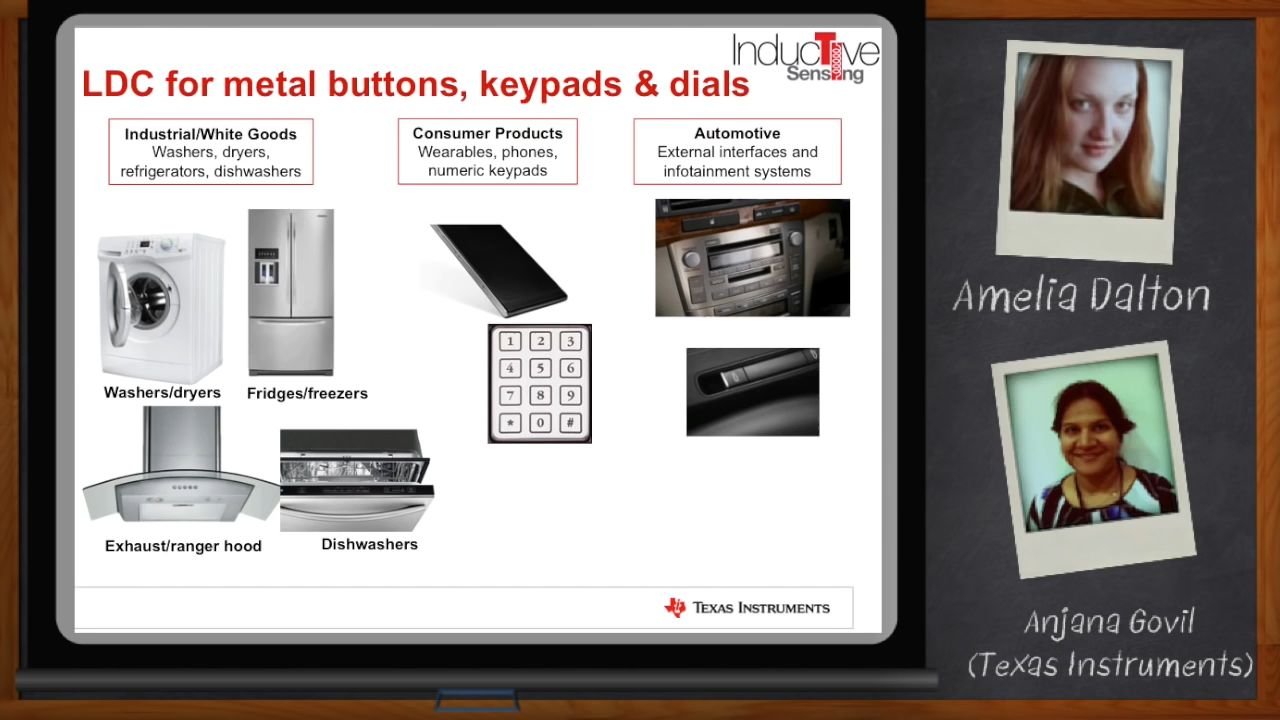 Inductive
Sensing
LDC for metal buttons, keypads & dials
Industrial/White Goods
Washers, dryers,
refrigerators, dishwashers
Consumer Products
Wearables, phones,
numeric keypads
Automotive
External interfaces and
infotainment systems
Washers/dryers
Fridges/freezers
1 2 3
4 5 6
7 8 9
* 0 #
Exhaust/ranger hood
Dishwashers
TEXAS INSTRUMENTS
Amelia Dalton
Anjana Govil
(Texas Instruments)